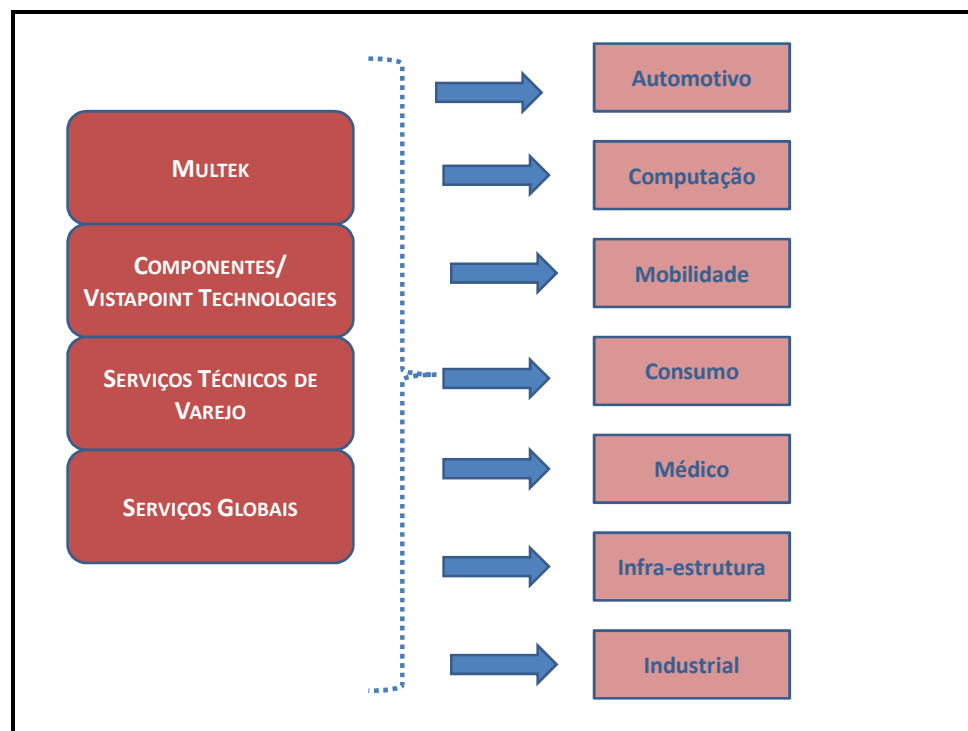 MULTEK
COMPONENTES/
VISTAPOINT TECHNOLOGIES
SERVIÇOS TÉCNICOS DE
VAREJO
SERVIÇOS GLOBAIS
Automotivo
Computação
Mobilidade
Consumo
Médico
Infra-estrutura
Industrial